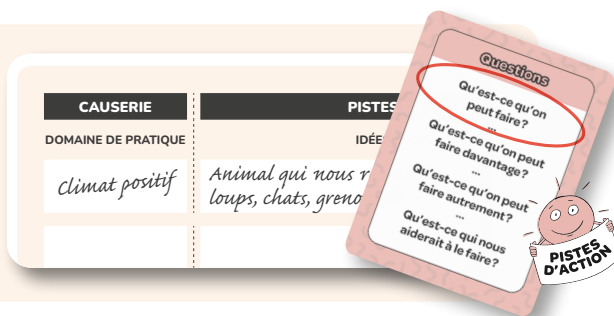 CAUSERIE
PISTES
DOMAINE DE PRATIQUE
Climat positif
Animal qui nous
loups, chats,
Questions
Qu'est-ce qu'on
peut faire?
...
Qu'est-ce qu'on peut
faire davantage?
...
Qu'est-ce qu'on peut
faire autrement?
...
Qu'est-ce qui nous
aiderait à le faire?
PISTES
D'ACTION